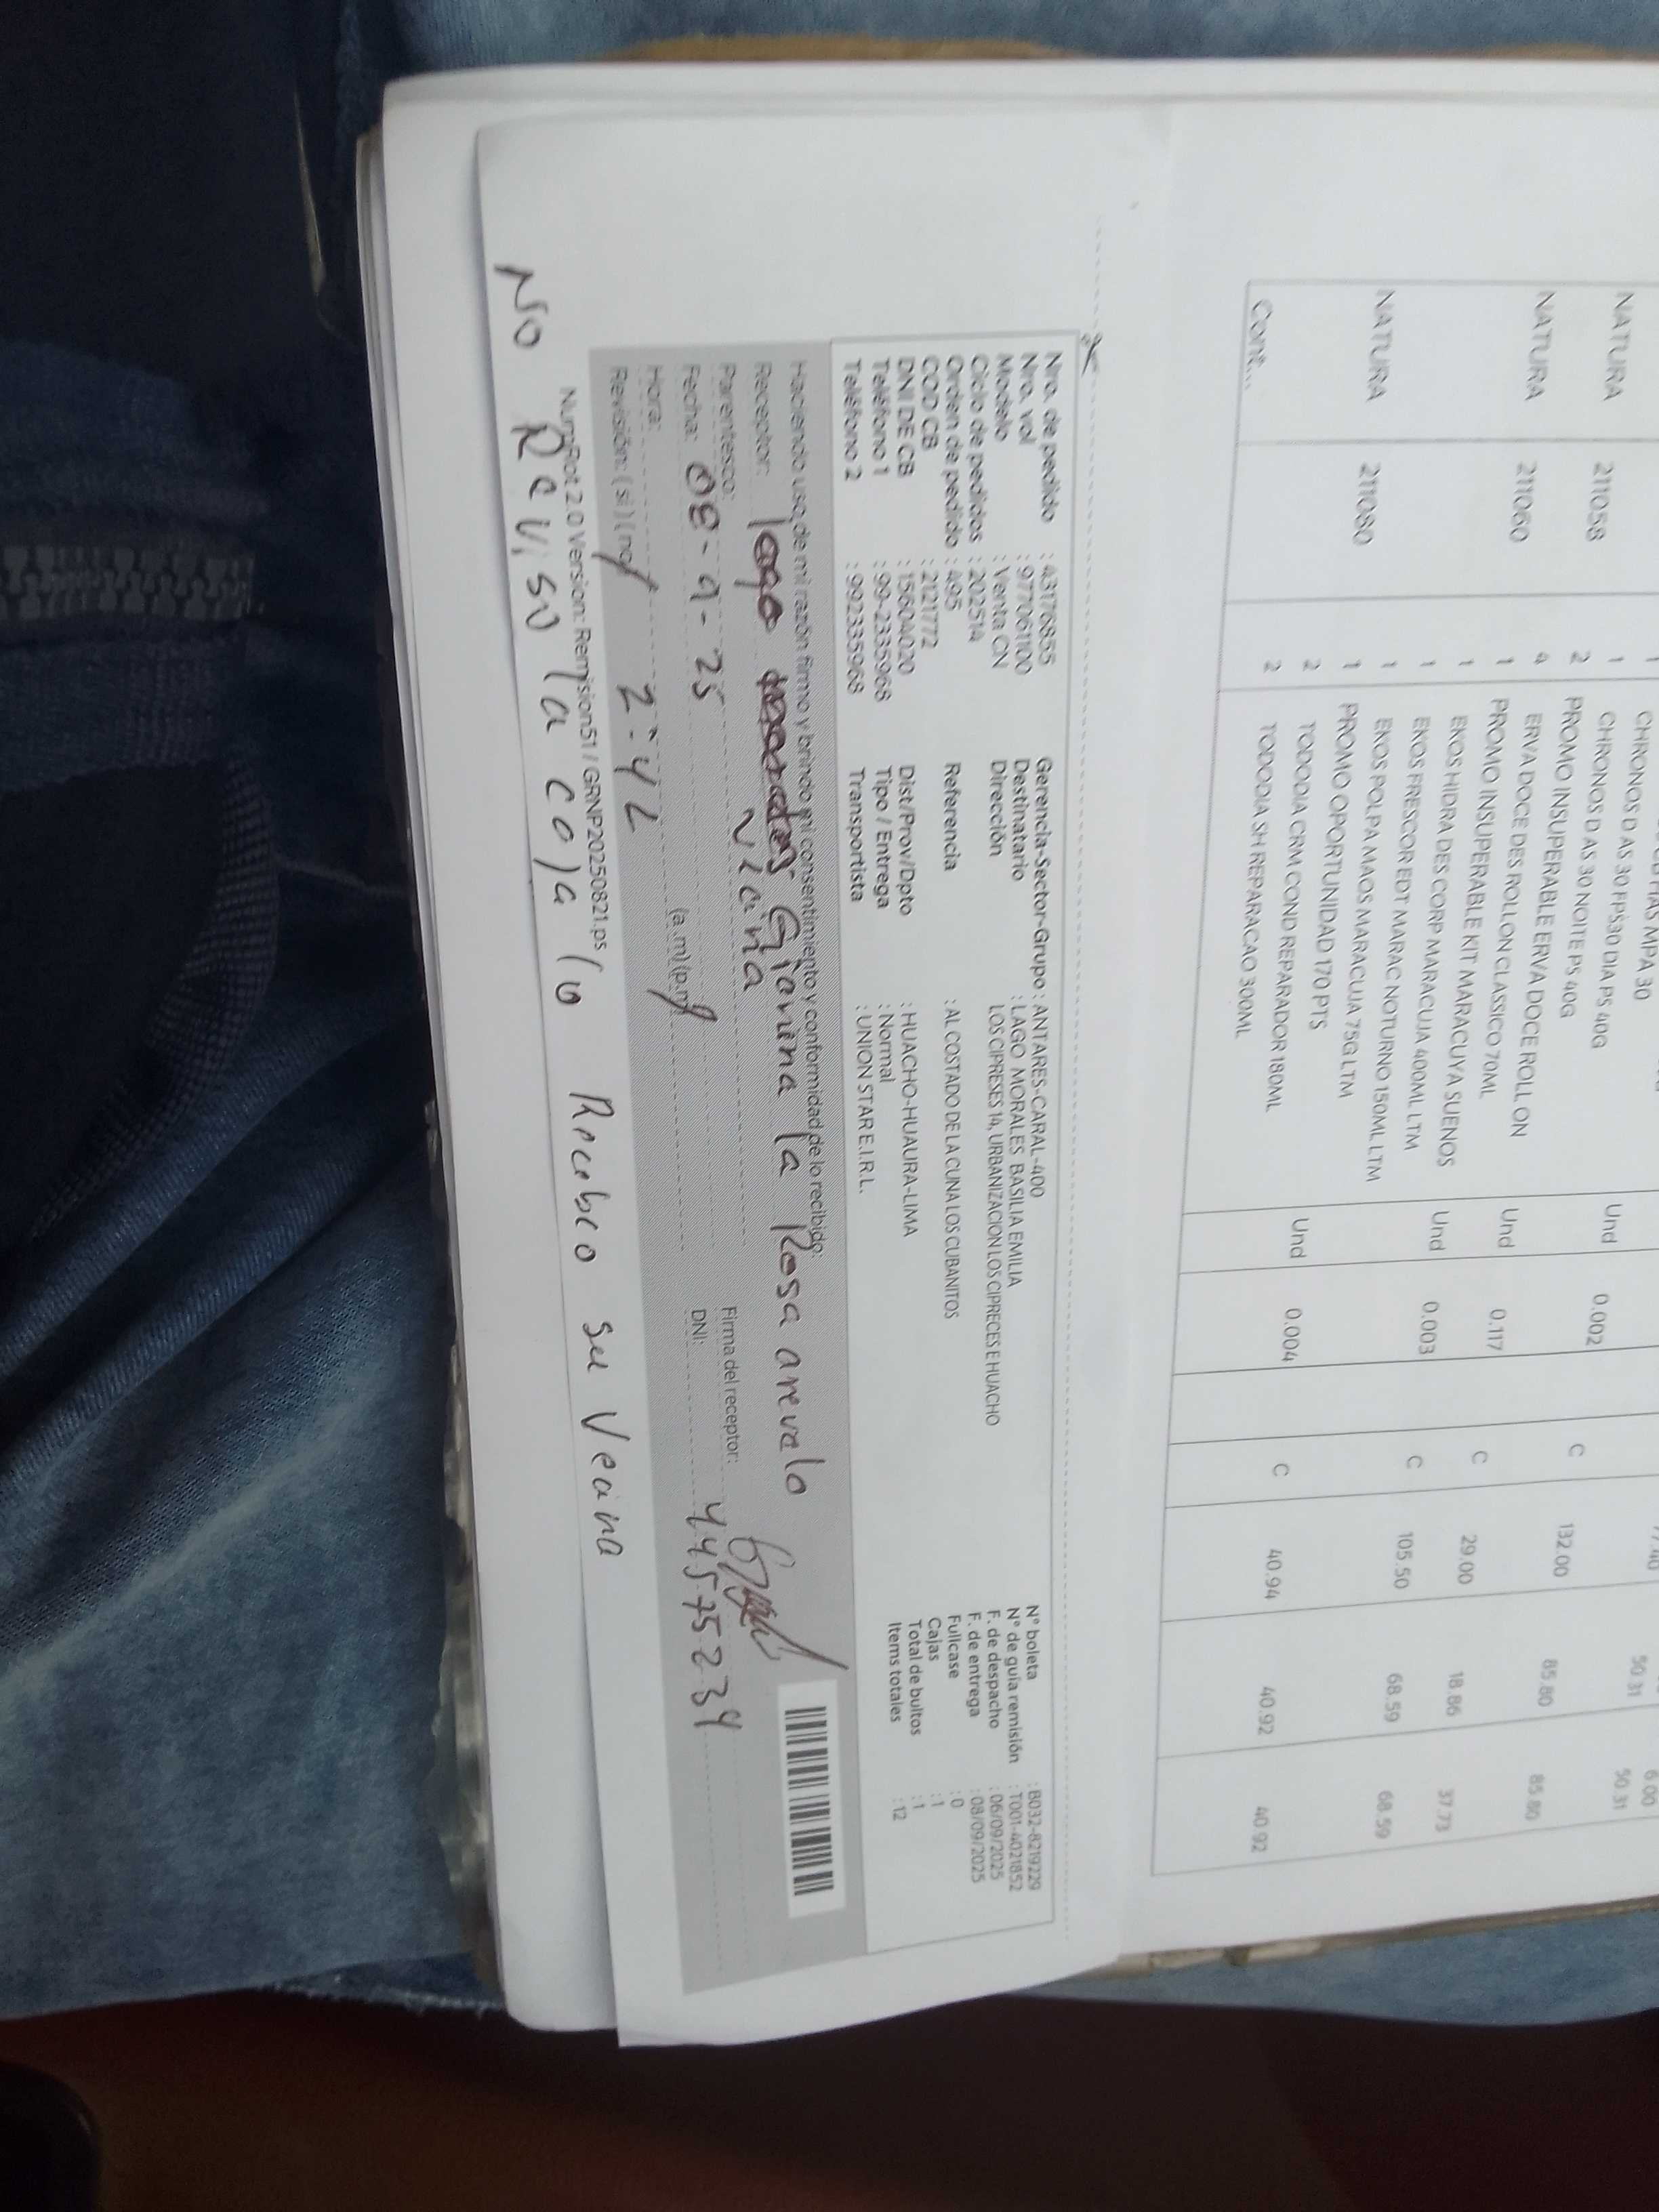 CHRONOS D AS 30 FPS30 DIA PS 40G
NATURA 211058 1 CHRONOS D AS 30 NOITE PS 40G Und 0.002 C 132.00 50.31 50.31
2 PROMO INSUPERABLE ERVA DOCE
4 ERVA DOCE DES ROLLON CLASSICO 70ML
NATURA 211060 1 PROMO INSUPERABLE KIT MARACUYA SUENOS Und 0.117 C 29.00 85.80 85.80
1 EKOS HIDRA DES CORP MARACUJA 400ML LTM
1 EKOS FRESCOR EDT MARAC NOTURNO 150ML LTM Und 0.003 C 105.50 18.86 37.73
1 EKOS POLPA MAOS MARACUJA 75G LTM
NATURA 211080 1 PROMO OPORTUNIDAD 170 PTS 68.59 68.59
2 TODODIA CRM COND REPARADOR 180ML Und 0.004 C 40.94
2 TODODIA SH REPARACAO 300ML 40.92 40.92
Cont...
Nro. de pedido : 43176855 Gerencia-Sector-Grupo : ANTARES-CARAL-400 N° boleta : B032-8219229
Nro. vol : 977061100 Destinatario : LAGO MORALES BASILIA EMILIA N° de guía remisión : T001-4021852
Modelo : Venta CN Dirección LOS CIPRESES 14, URBANIZACION LOS CIPRECES E HUACHO F. de despacho : 06/09/2025
Ciclo de pedidos : 202514 F. de entrega : 08/09/2025
Orden de pedido : 495 Referencia : AL COSTADO DE LA CUNA LOS CUBANITOS Fullcase : 0
COD CB : 2121772 Cajas : 1
DNI DE CB : 15604020 Dist/Prov/Dpto : HUACHO-HUAURA-LIMA Total de bultos : 1
Teléfono 1 : 99-2335968 Tipo / Entrega : Normal Items totales : 12
Teléfono 2 : 992335968 Transportista : UNION STAR E.I.R.L.
Haciendo uso de mi razón firmo y brindo mi consentimiento y conformidad de lo recibido:
Receptor: Gianina la Rosa arevalo
Parentesco: Firma del receptor:
Fecha: 08-9-25 DNI: 44575234
Hora: (a.m)(p.m)
Revisión: (si) (no)
NumRot 2.0 Version: Remision51 / GRNP20250821.ps
No Reviso la caja lo Recibio su Veana